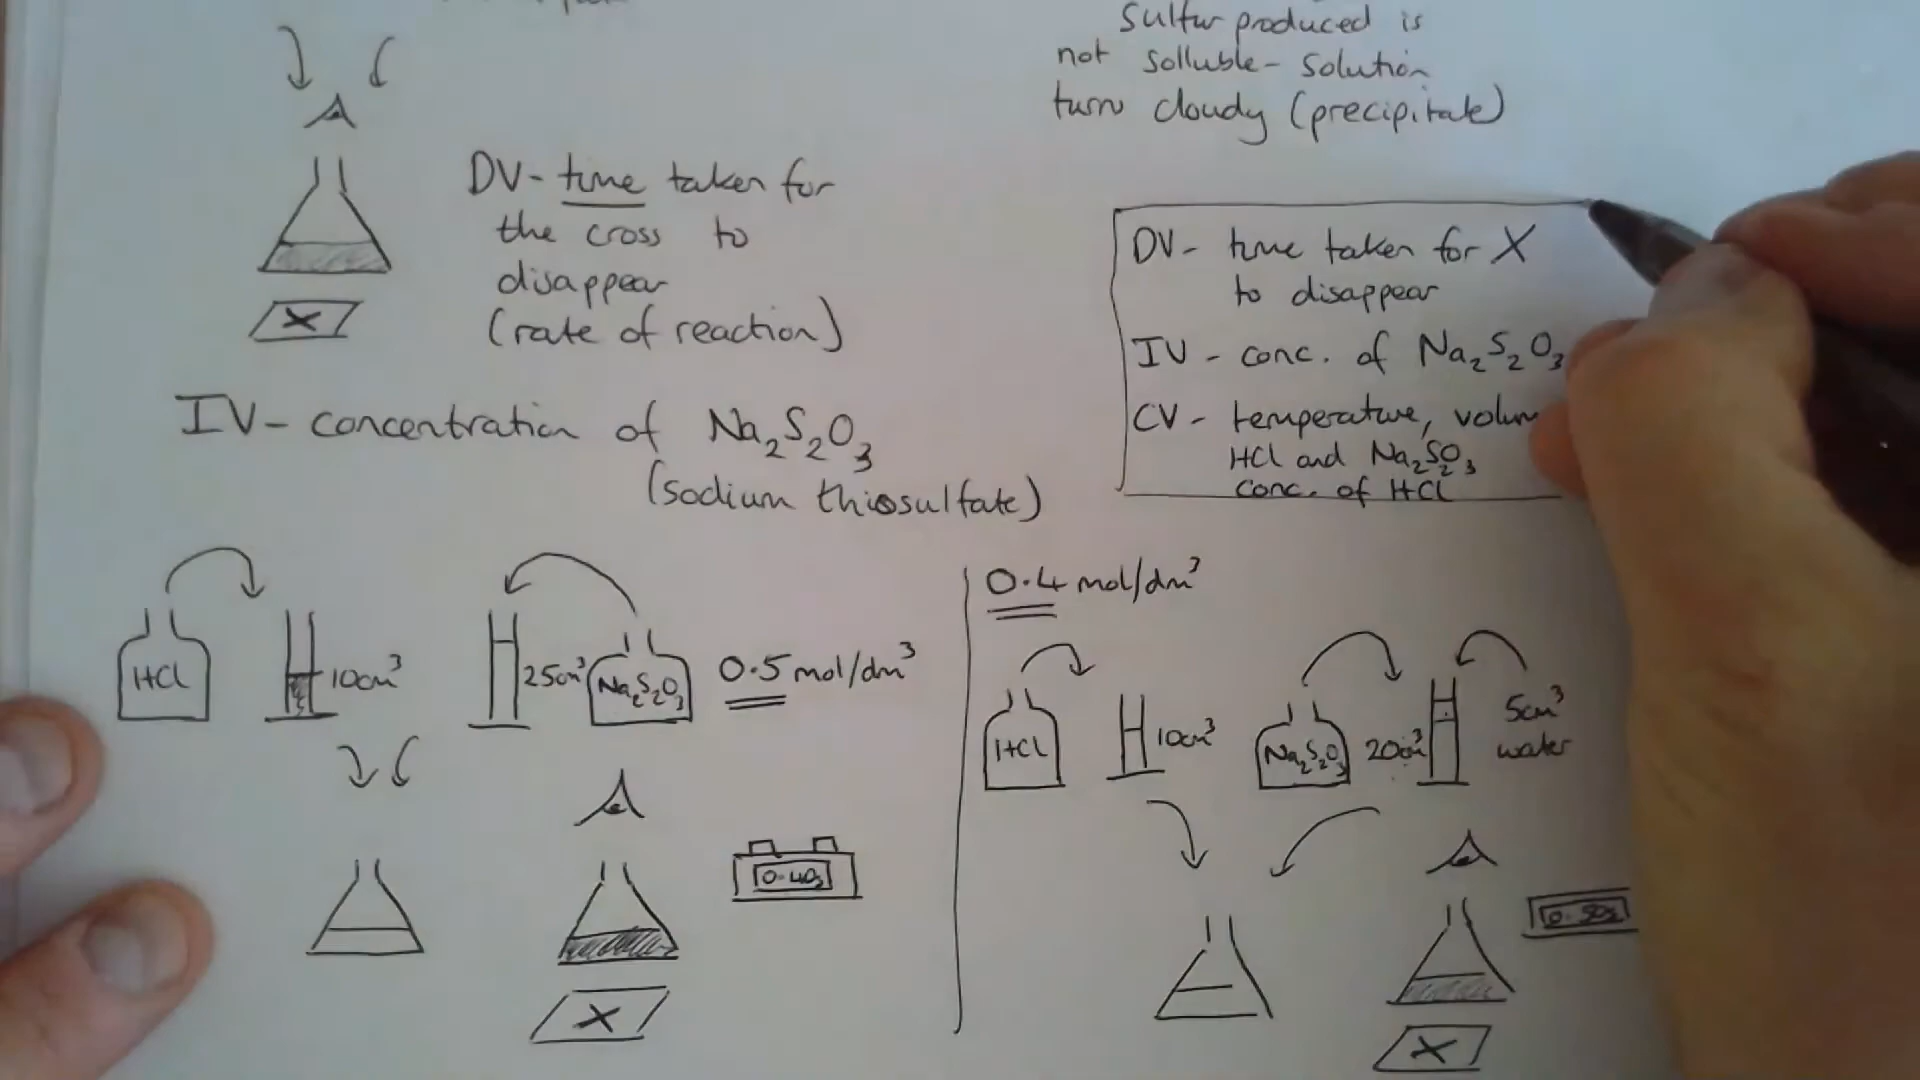 Sulfur produced is
not solluble - solution
turn cloudy (precipitate)
DV - time taken for
the cross to
disappear
(rate of reaction)
X
DV - time taken for X
to disappear
IV - conc. of Na₂S₂O₃
CV - temperature, volum
HCl and Na₂S₂O₃
conc. of HCl
IV - concentration of Na₂S₂O₃
(sodium thiosulfate)
HCl
10cm³
25cm³
Na₂S₂O₃
0.5 mol/dm³
X
0.4 mol/dm³
HCl
10cm³
Na₂S₂O₃
20cm³
5cm³
water
X